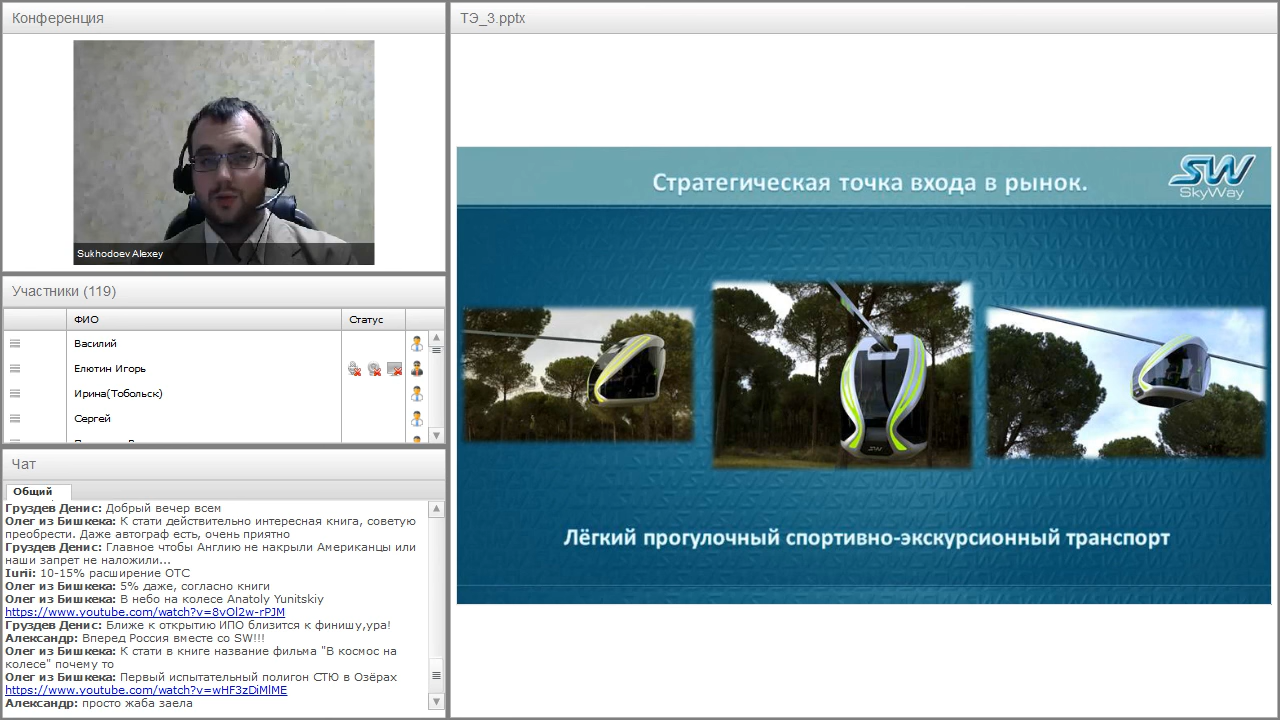 Конференция
Sukhodoev Alexey
Участники (119)
ФИО
Статус
Василий
Елютин Игорь
Ирина(Тобольск)
Сергей
Чат
Общий
Груздев Денис: Добрый вечер всем
Олег из Бишкека: К стати действительно интересная книга, советую
преобрести. Даже автограф есть, очень приятно
Груздев Денис: Главное чтобы Англию не накрыли Американцы или
наши запрет не наложили...
Iurii: 10-15% расширение ОТС
Олег из Бишкека: 5% даже, согласно книги
Олег из Бишкека: В небо на колесе Anatoly Yunitskiy
https://www.youtube.com/watch?v=8vOl2w-rPJM
Груздев Денис: Ближе к открытию ИПО близится к финишу,ура!
Александр: Вперед Россия вместе со SW!!!
Олег из Бишкека: К стати в книге название фильма "В космос на
колесе" почему то
Олег из Бишкека: Первый испытательный полигон СТЮ в Озёрах
https://www.youtube.com/watch?v=wHF3zDiMlME
Александр: просто жаба заела
ТЭ_3.pptx
Стратегическая точка входа в рынок.
SW
SkyWay
Лёгкий прогулочный спортивно-экскурсионный транспорт